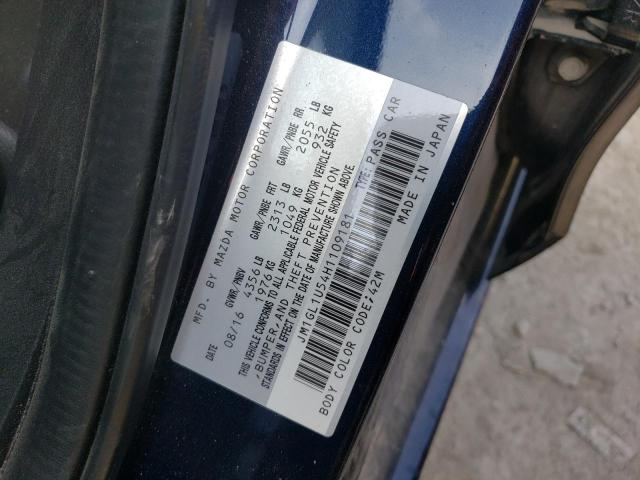 MFD. BY MAZDA MOTOR CORPORATION
DATE GVWR/PNBV GAWR/PNBE FRT GAWR/PNBE RR
08/16 4356 LB 2313 LB 2055 LB
1976 KG 1049 KG 932 KG
THIS VEHICLE CONFORMS TO ALL APPLICABLE FEDERAL MOTOR VEHICLE SAFETY
,BUMPER,AND THEFT PREVENTION
STANDARDS IN EFFECT ON THE DATE OF MANUFACTURE SHOWN ABOVE.
JM1GL1U54H1109181 TYPE:PASS CAR
BODY COLOR CODE;42M MADE IN JAPAN